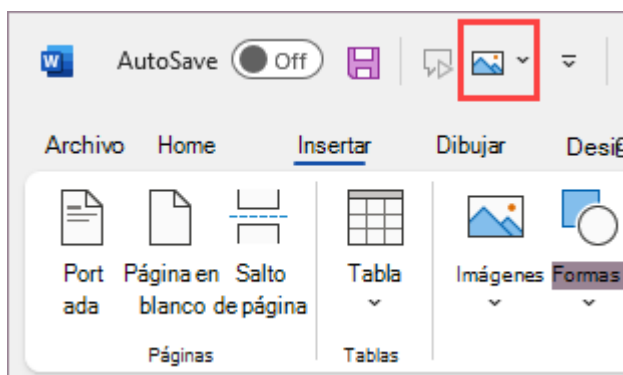 W AutoSave Off
Archivo Home Insertar Dibujar
Port Página en Salto Tabla Imágenes Formas
ada blanco de página
Páginas Tablas